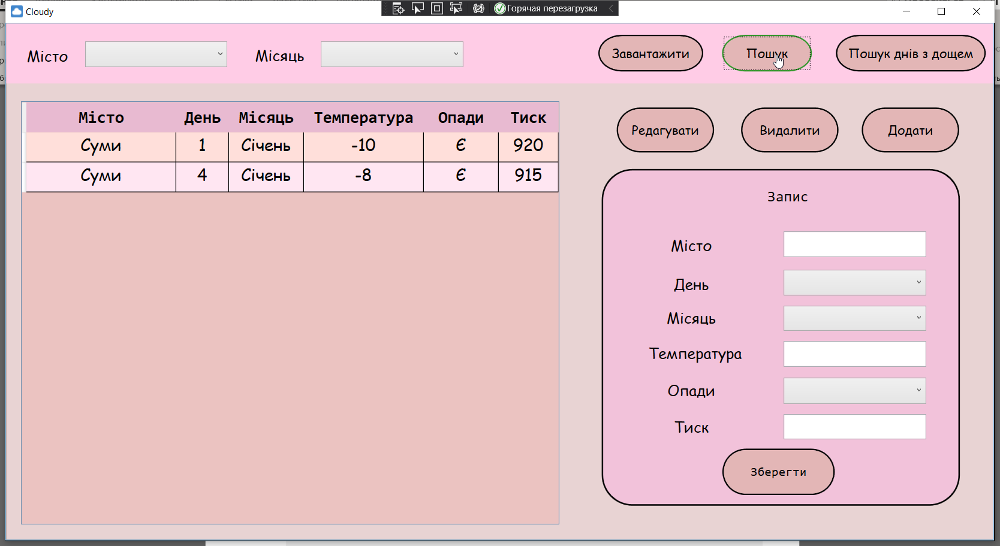 Cloudy
Горячая перезагрузка
Місто Місяць Завантажити Пошук Пошук днів з дощем
Місто День Місяць Температура Опади Тиск
Суми 1 Січень -10 Є 920
Суми 4 Січень -8 Є 915
Редагувати Видалити Додати
Запис
Місто
День
Місяць
Температура
Опади
Тиск
Зберегти